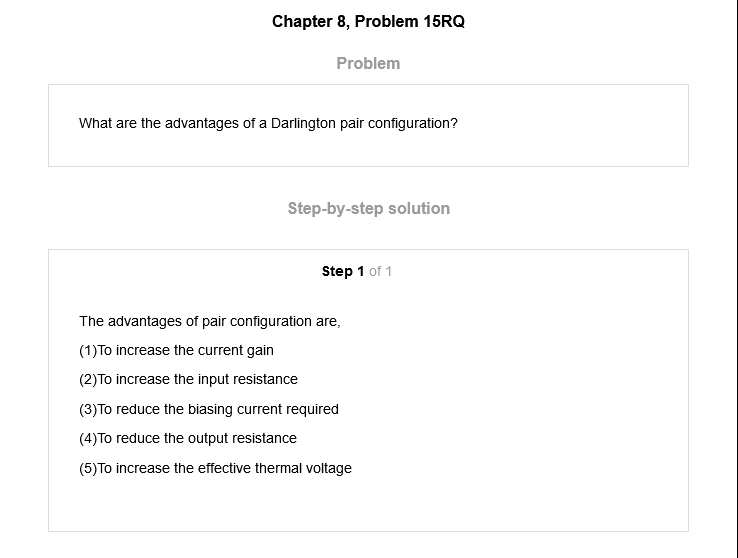 Chapter 8, Problem 15RQ
Problem
What are the advantages of a Darlington pair configuration?
Step-by-step solution
Step 1 of 1
The advantages of pair configuration are,
(1)To increase the current gain
(2)To increase the input resistance
(3)To reduce the biasing current required
(4)To reduce the output resistance
(5)To increase the effective thermal voltage